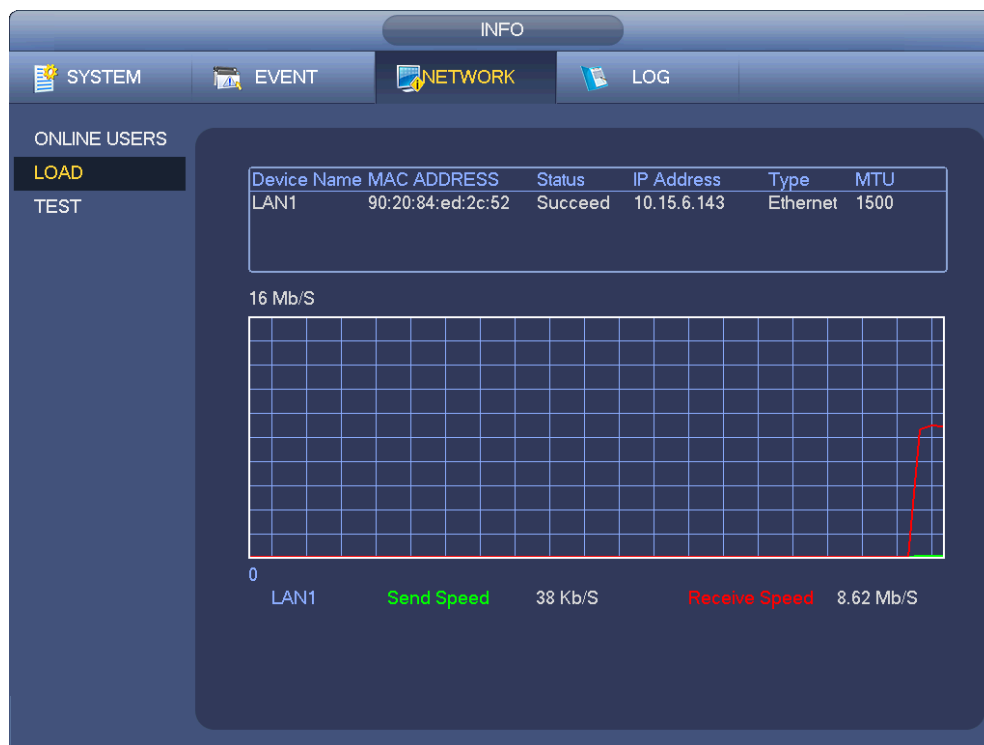 INFO
SYSTEM EVENT NETWORK LOG
ONLINE USERS
LOAD
TEST
Device Name MAC ADDRESS Status IP Address Type MTU
LAN1 90:20:84:ed:2c:52 Succeed 10.15.6.143 Ethernet 1500
16 Mb/S
0
LAN1 Send Speed 38 Kb/S Receive Speed 8.62 Mb/S